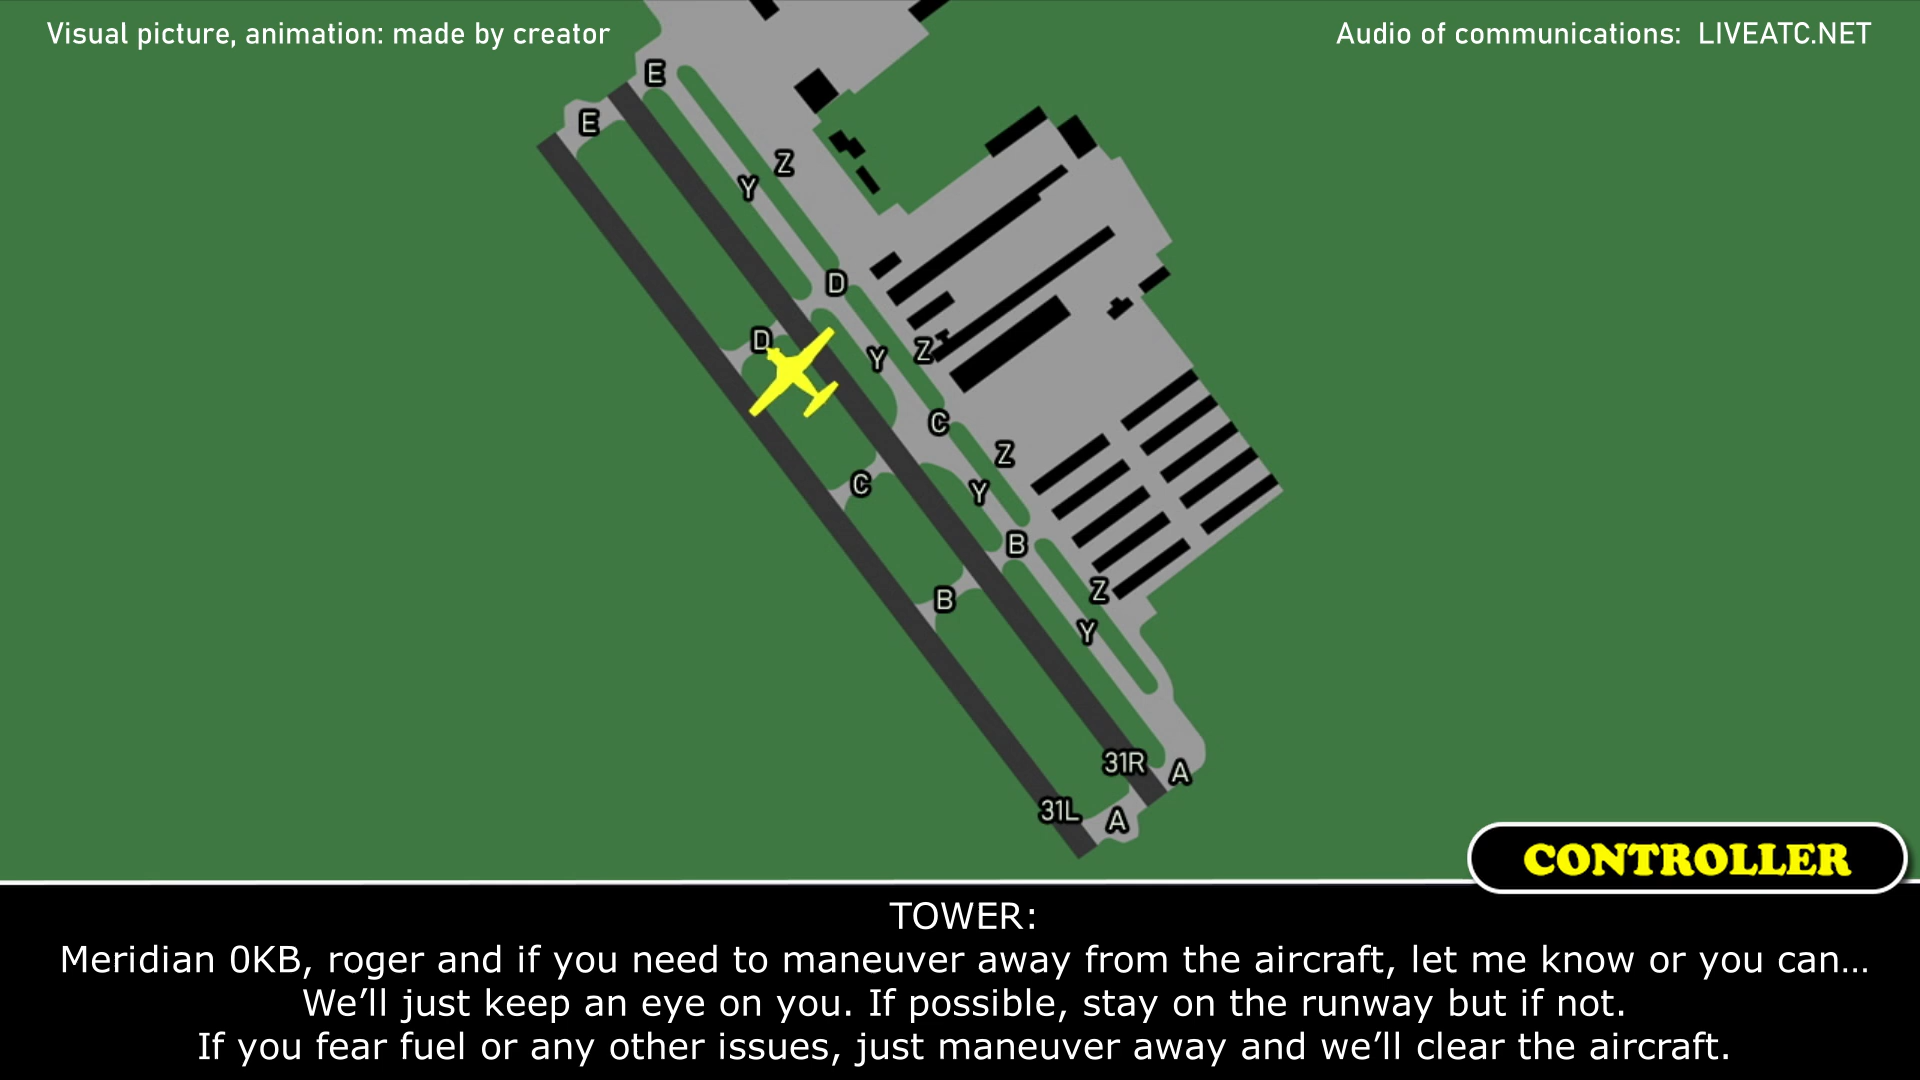 Visual picture, animation: made by creator
Audio of communications: LIVEATC.NET
E
E
Z
Y
D
D
Y
Z
C
Z
C
Y
B
B
Z
Y
31R
A
31L
A
CONTROLLER
TOWER:
Meridian 0KB, roger and if you need to maneuver away from the aircraft, let me know or you can...
We’ll just keep an eye on you. If possible, stay on the runway but if not.
If you fear fuel or any other issues, just maneuver away and we’ll clear the aircraft.